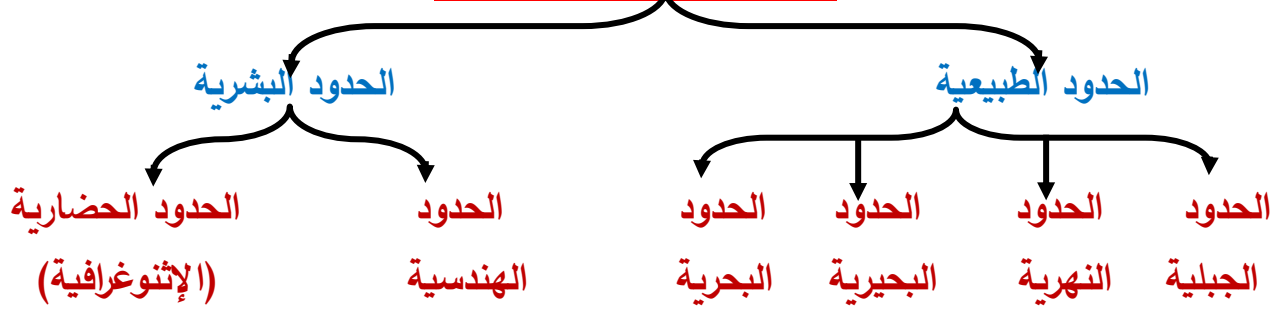 الحدود الطبيعية
الحدود البشرية
الحدود
الجبلية
الحدود
النهرية
الحدود
البحيرية
الحدود
البحرية
الحدود
الهندسية
الحدود الحضارية
(الإثنوغرافية)